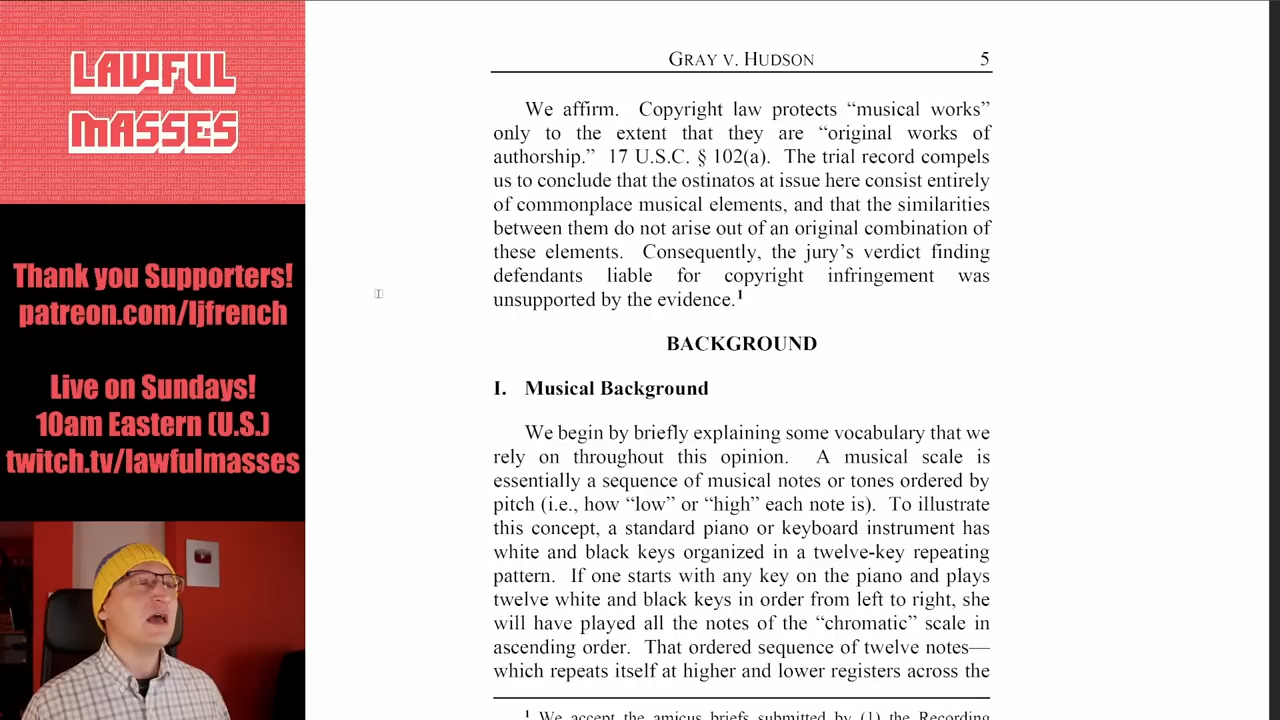 LAWFUL
MASSES
Thank you Supporters!
patreon.com/ljfrench
Live on Sundays!
10am Eastern (U.S.)
twitch.tv/lawfulmasses
GRAY V. HUDSON 5
We affirm. Copyright law protects “musical works”
only to the extent that they are “original works of
authorship.” 17 U.S.C. § 102(a). The trial record compels
us to conclude that the ostinatos at issue here consist entirely
of commonplace musical elements, and that the similarities
between them do not arise out of an original combination of
these elements. Consequently, the jury’s verdict finding
defendants liable for copyright infringement was
unsupported by the evidence.¹
BACKGROUND
I. Musical Background
We begin by briefly explaining some vocabulary that we
rely on throughout this opinion. A musical scale is
essentially a sequence of musical notes or tones ordered by
pitch (i.e., how “low” or “high” each note is). To illustrate
this concept, a standard piano or keyboard instrument has
white and black keys organized in a twelve-key repeating
pattern. If one starts with any key on the piano and plays
twelve white and black keys in order from left to right, she
will have played all the notes of the “chromatic” scale in
ascending order. That ordered sequence of twelve notes—
which repeats itself at higher and lower registers across the
¹ We accept the amicus briefs submitted by (1) the Recording